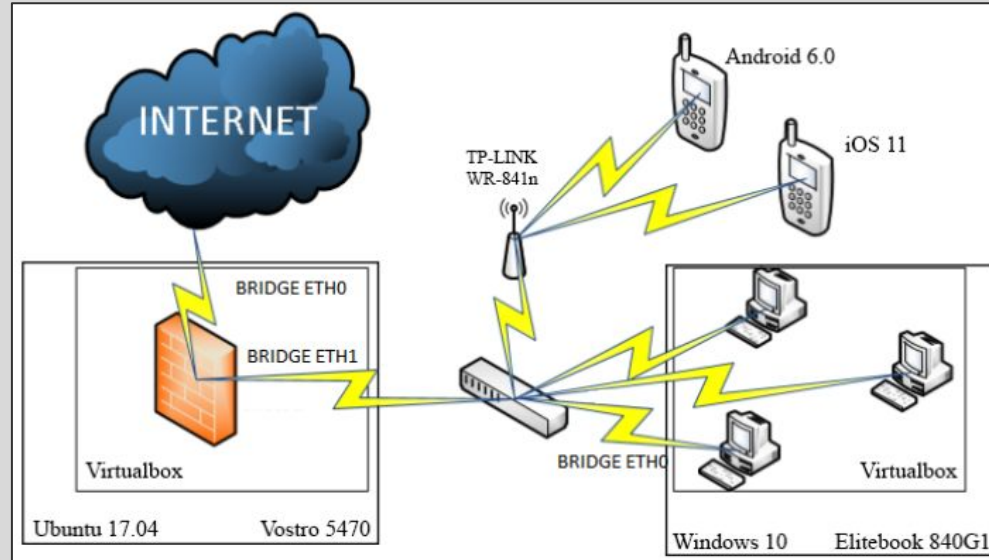 INTERNET
Android 6.0
iOS 11
TP-LINK
WR-841n
BRIDGE ETH0
BRIDGE ETH1
BRIDGE ETH0
Virtualbox
Virtualbox
Ubuntu 17.04
Vostro 5470
Windows 10
Elitebook 840G1